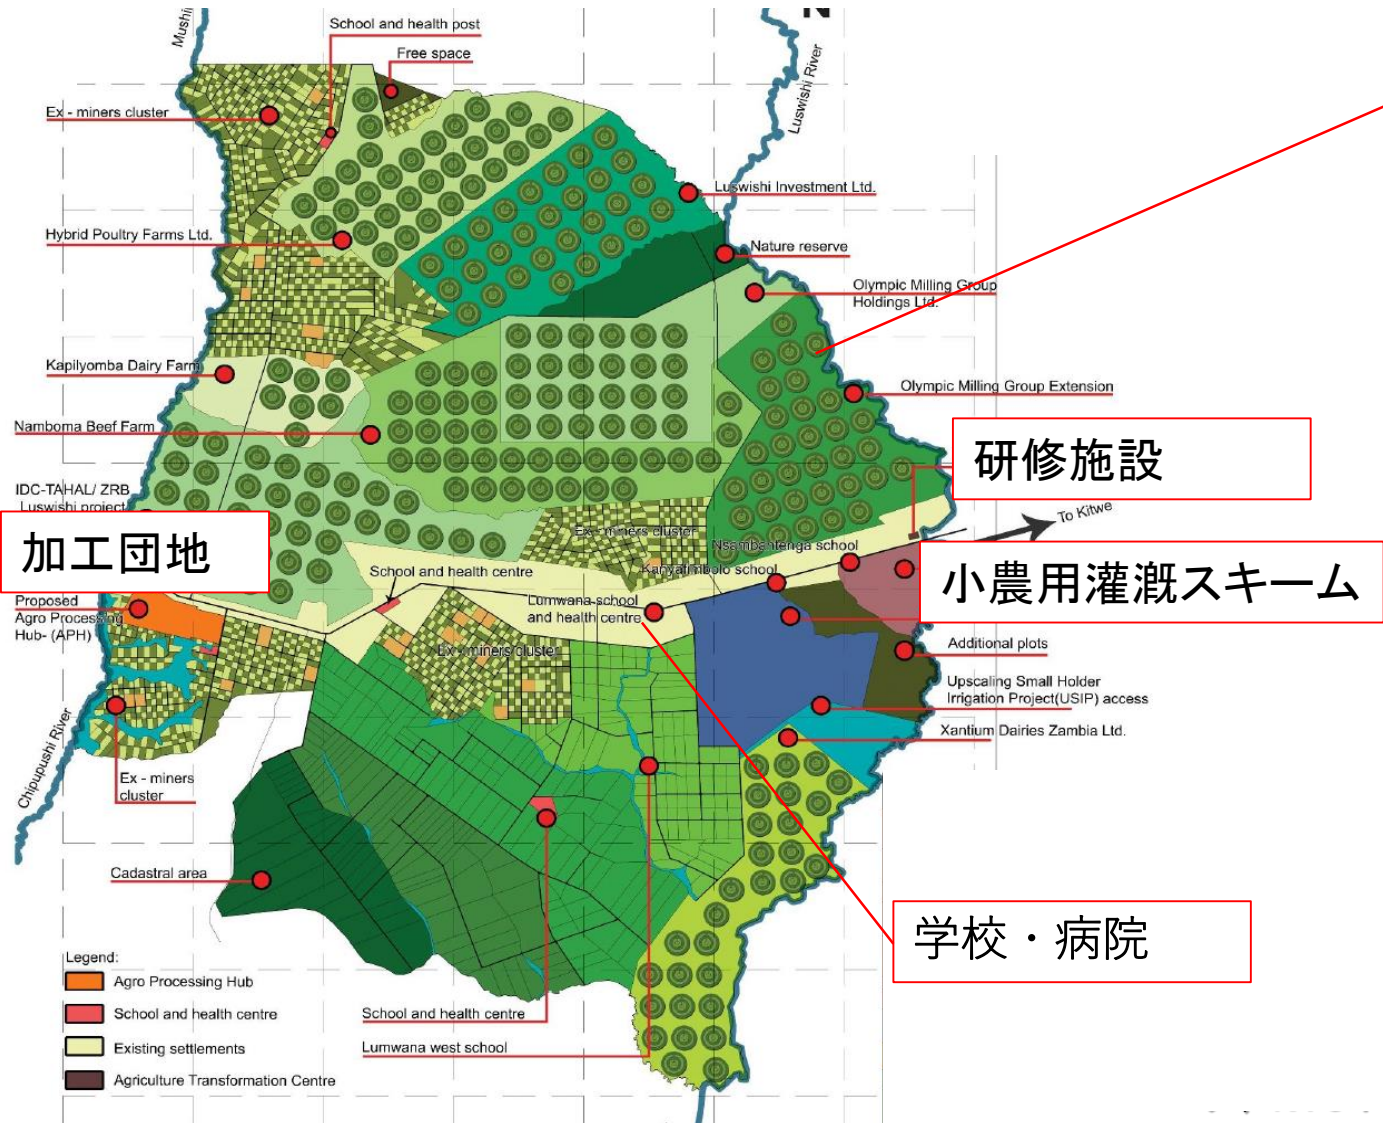 School and health post
Free space
N
Luswishi River
Ex - miners cluster
Luswishi Investment Ltd.
Hybrid Poultry Farms Ltd.
Nature reserve
Olympic Milling Group
Holdings Ltd.
Kapilyomba Dairy Farm
Olympic Milling Group Extension
Namboma Beef Farm
研修施設
IDC-TAHAL/ ZRB
Luswishi project
To Kitwe
Ex - miners cluster
Nsambantenga school
加工団地
Kanyafimbolo school
School and health centre
小農用灌漑スキーム
Proposed
Agro Processing
Hub- (APH)
Lumwana school
and health centre
Ex - miners cluster
Additional plots
Upscaling Small Holder
Irrigation Project(USIP) access
Xantium Dairies Zambia Ltd.
Chipupushi River
Ex - miners
cluster
Cadastral area
学校・病院
Legend:
Agro Processing Hub
School and health centre
Existing settlements
Agriculture Transformation Centre
School and health centre
Lumwana west school